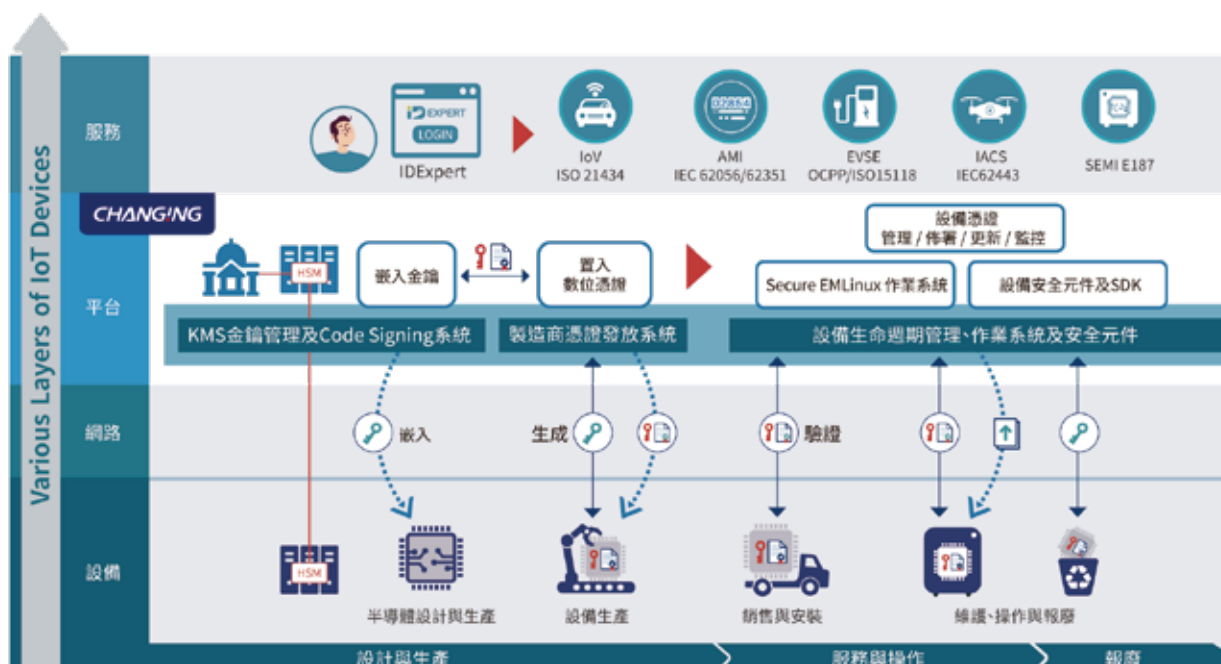 Various Layers of IoT Devices
服務
iD EXPERT
LOGIN
IDExpert
IoV
ISO 21434
AMI
IEC 62056/62351
EVSE
OCPP/ISO15118
IACS
IEC62443
SEMI E187
CHANGING
平台
HSM
嵌入金鑰
置入
數位憑證
設備憑證
管理 / 佈署 / 更新 / 監控
Secure EMLinux 作業系統
設備安全元件及SDK
KMS金鑰管理及Code Signing系統
製造商憑證發放系統
設備生命週期管理、作業系統及安全元件
網路
嵌入
生成
驗證
設備
HSM
半導體設計與生產
設備生產
銷售與安裝
維護、操作與報廢
設計與生產
服務與操作
報廢